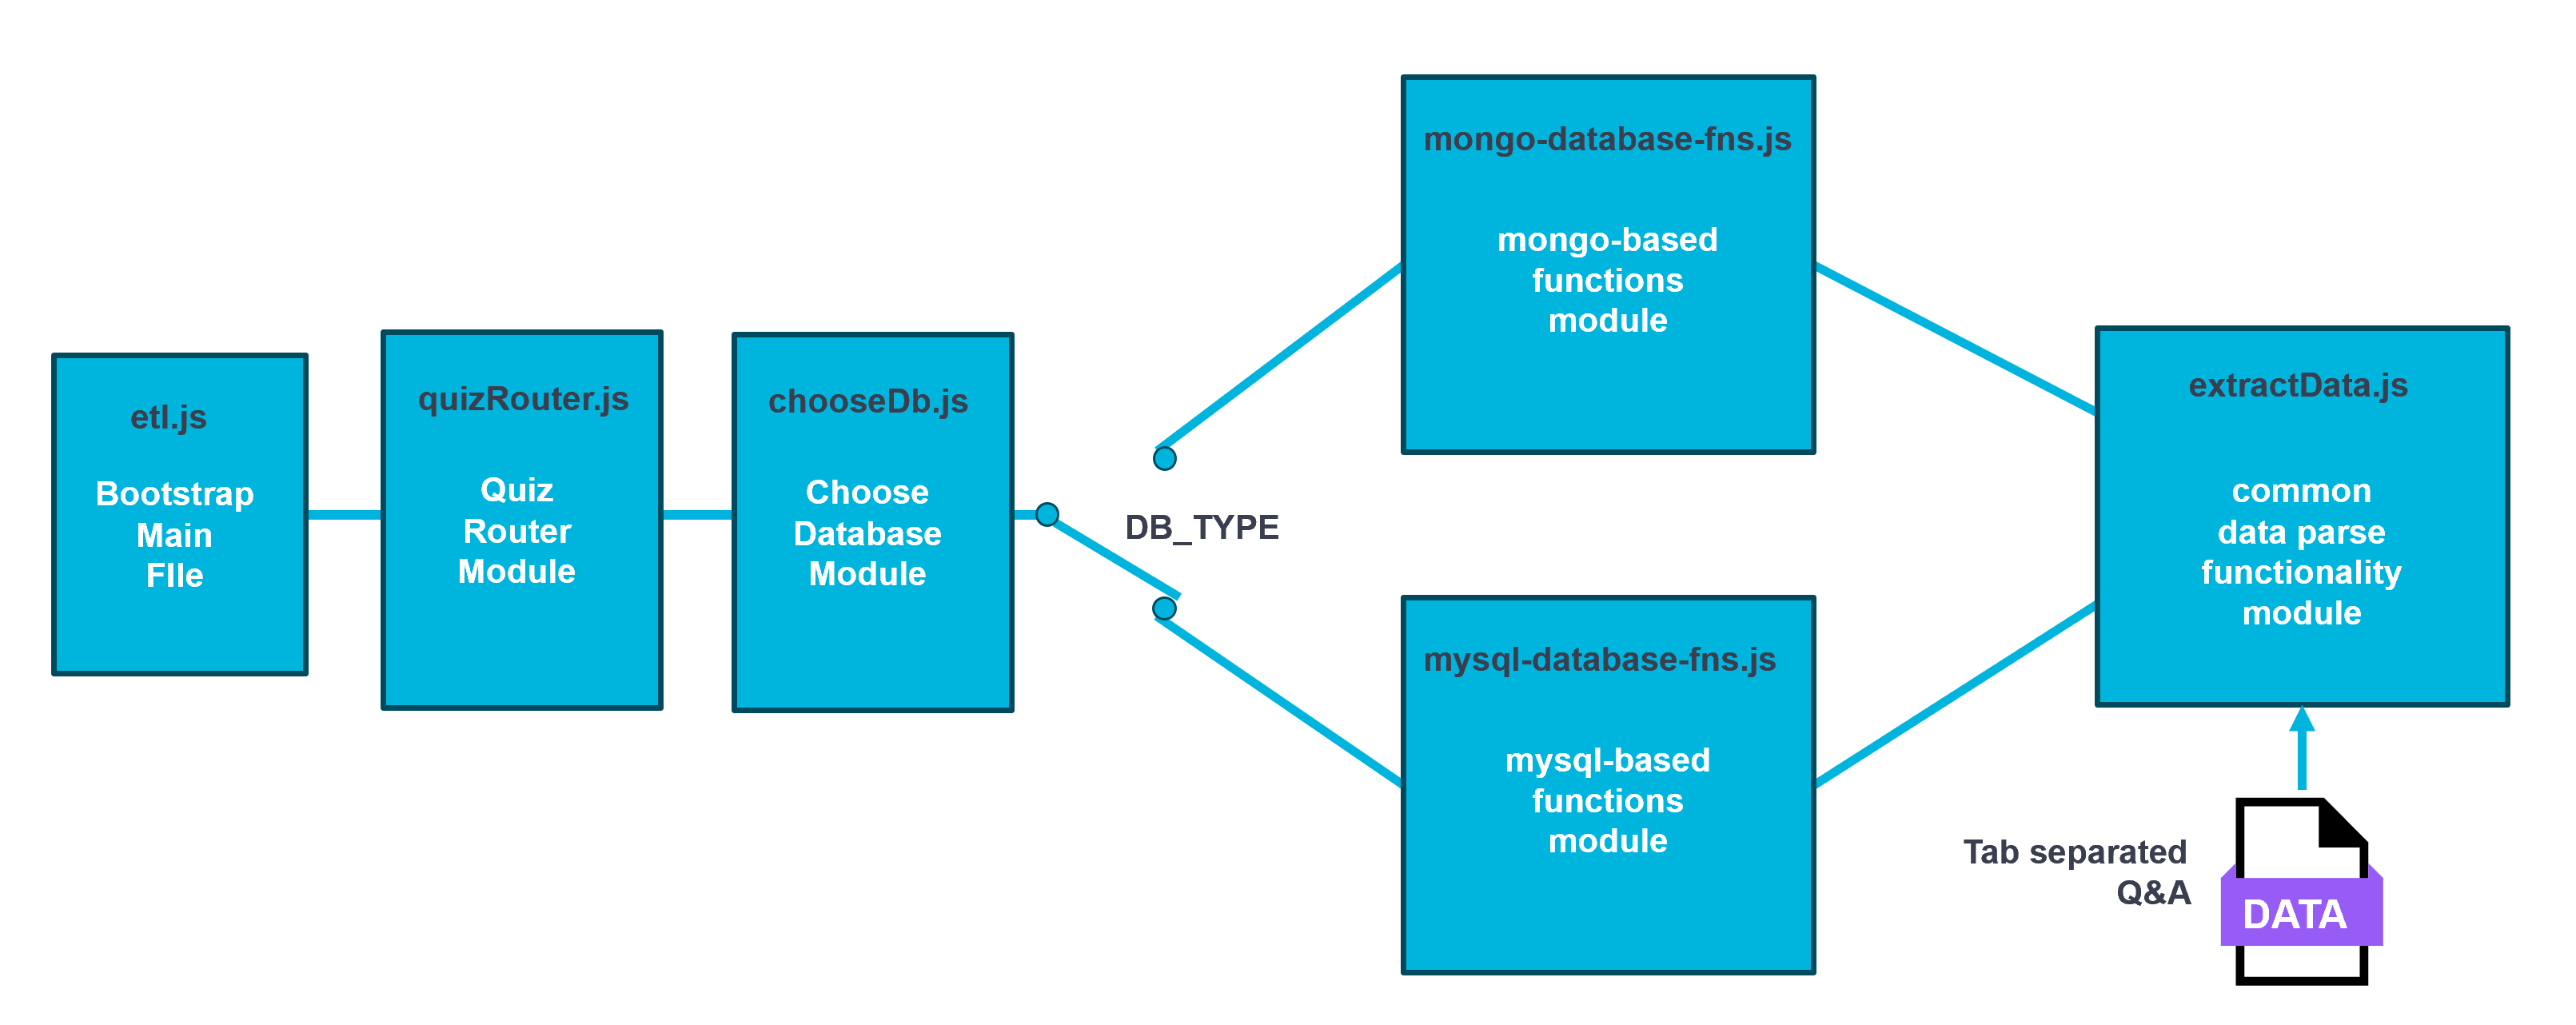 etl.js
Bootstrap
Main
FIle
quizRouter.js
Quiz
Router
Module
chooseDb.js
Choose
Database
Module
DB_TYPE
mongo-database-fns.js
mongo-based
functions
module
mysql-database-fns.js
mysql-based
functions
module
extractData.js
common
data parse
functionality
module
Tab separated
Q&A
DATA